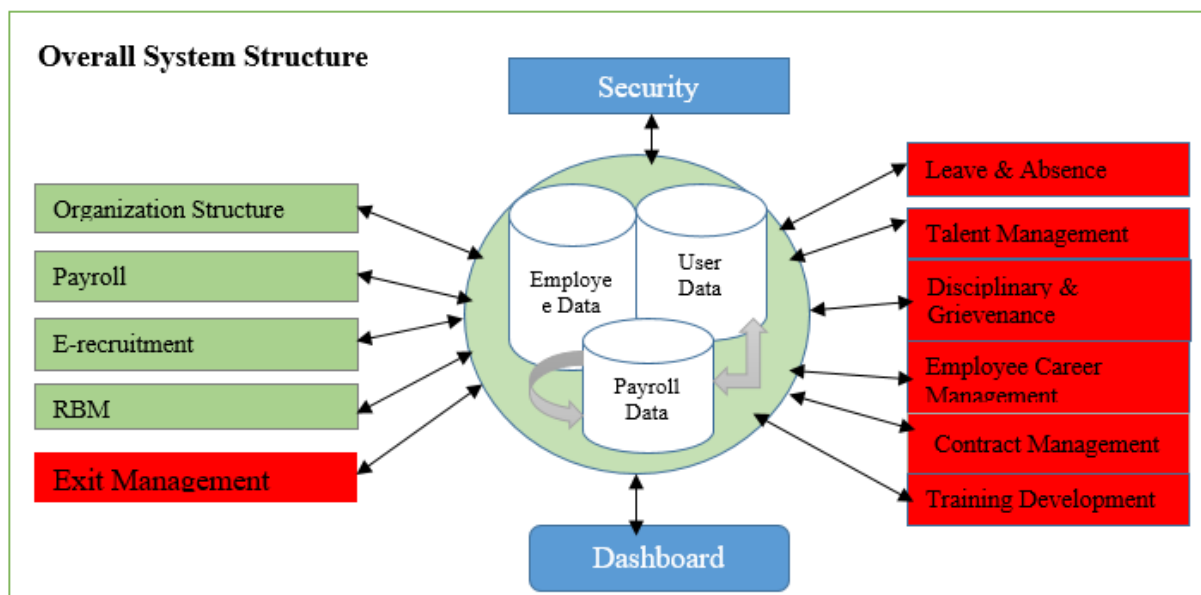 Overall System Structure
Security
Organization Structure
Payroll
E-recruitment
RBM
Exit Management
Employe
e Data
User
Data
Payroll
Data
Leave & Absence
Talent Management
Disciplinary &
Grievenance
Employee Career
Management
Contract Management
Training Development
Dashboard